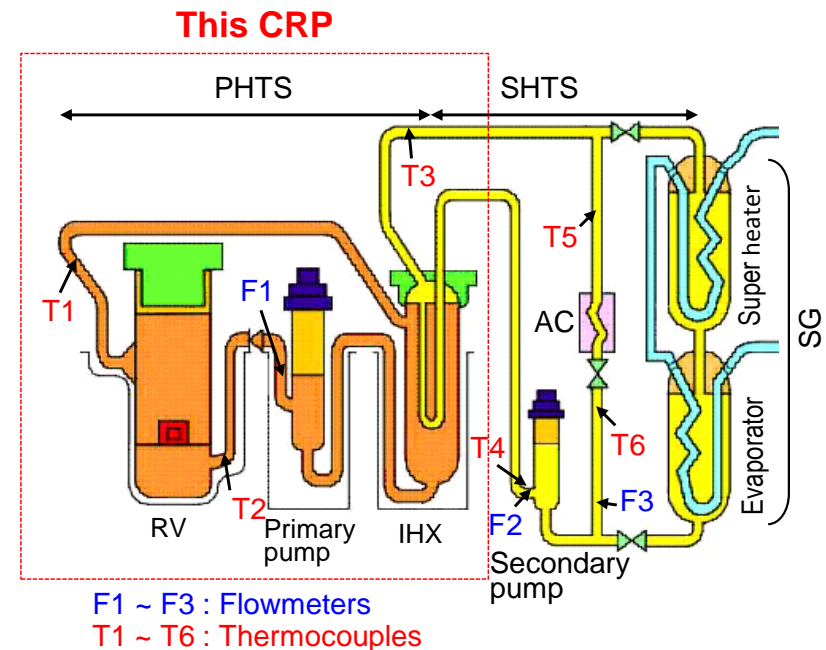 This CRP
PHTS
SHTS
T3
T5
T1
F1
AC
Super heater
SG
T4
T6
T2
F2
F3
Evaporator
RV
Primary
pump
IHX
Secondary
pump
F1 ~ F3 : Flowmeters
T1 ~ T6 : Thermocouples